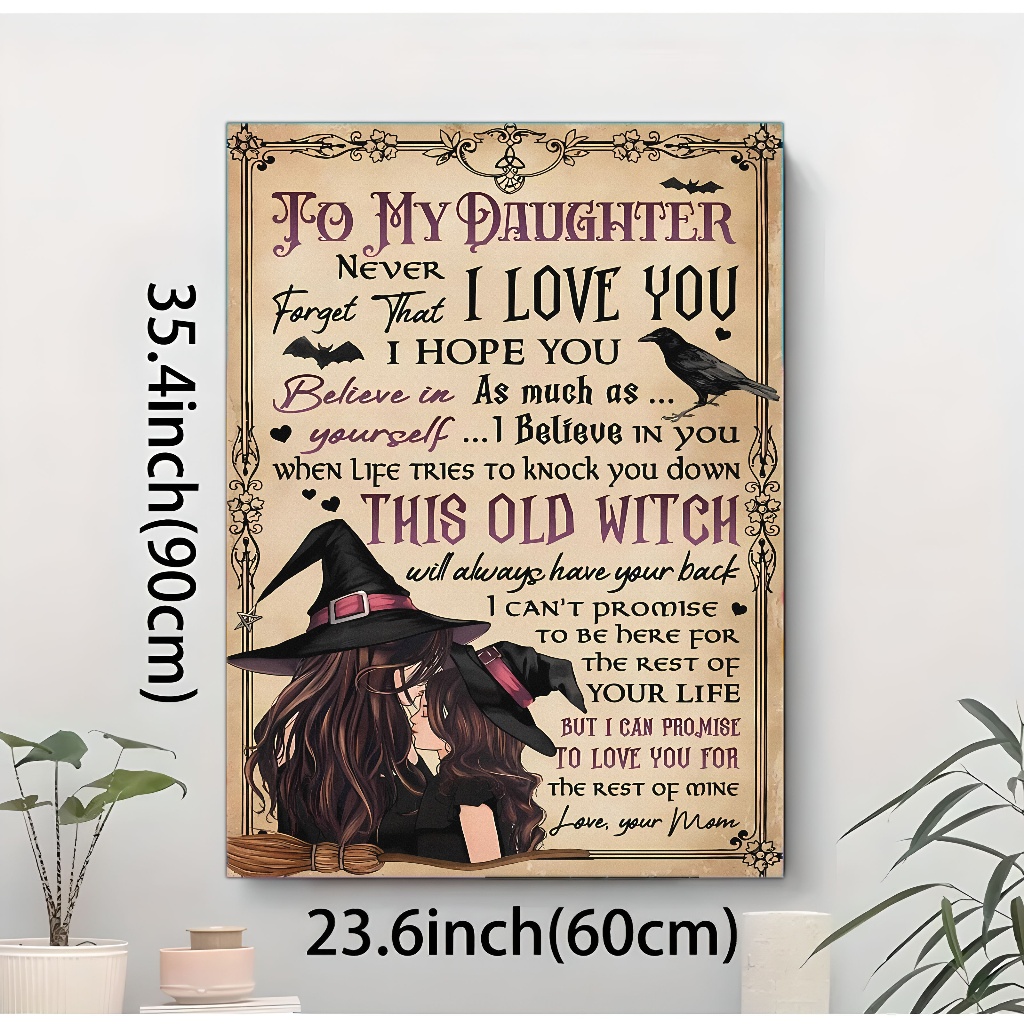 To My Daughter
Never
Forget That I LOVE YOU
I HOPE YOU
Believe in As much as ...
yourself ...I Believe IN you
when Life tries to knock you down
THIS OLD WITCH
will always have your back
I can't promise
to be here for
the rest of
your life
BUT I CAN PROMISE
TO LOVE YOU FOR
the rest of mine
Love, your Mom
35.4inch(90cm)
23.6inch(60cm)